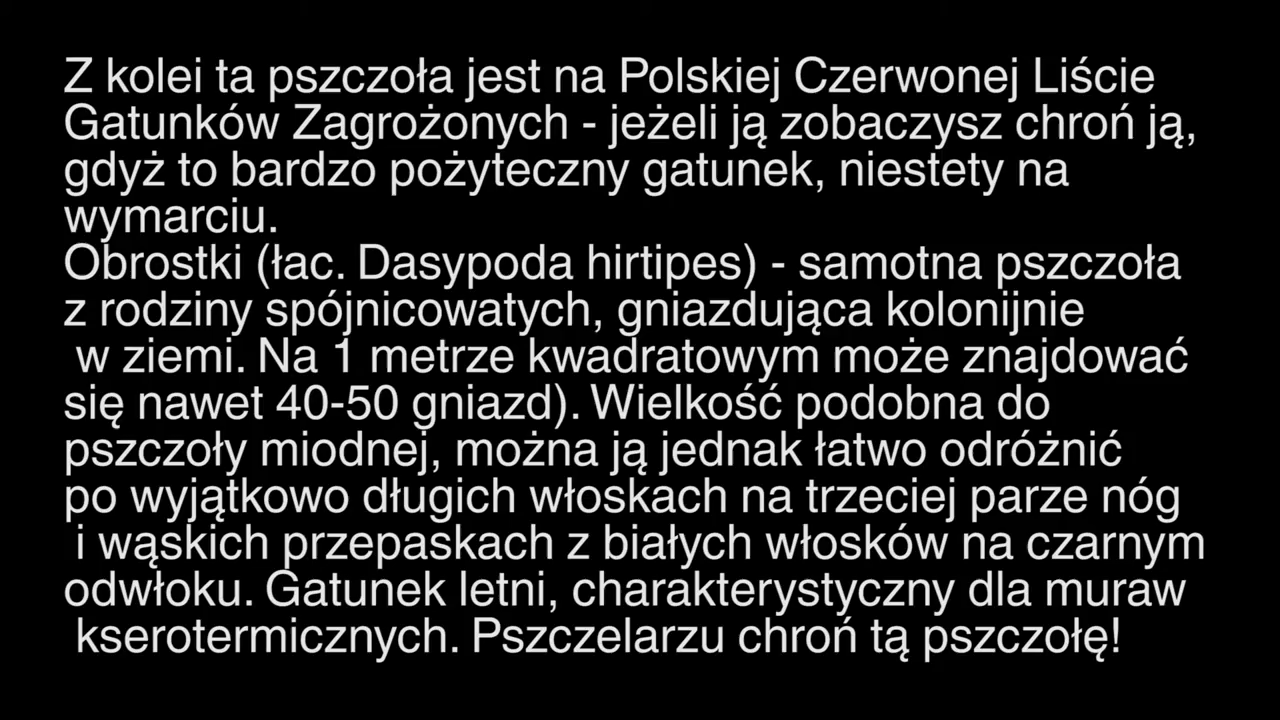 Z kolei ta pszczoła jest na Polskiej Czerwonej Liście
Gatunków Zagrożonych - jeżeli ją zobaczysz chroń ją,
gdyż to bardzo pożyteczny gatunek, niestety na
wymarciu.
Obrostki (łac. Dasypoda hirtipes) - samotna pszczoła
z rodziny spójnicowatych, gniazdująca kolonijnie
w ziemi. Na 1 metrze kwadratowym może znajdować
się nawet 40-50 gniazd). Wielkość podobna do
pszczoły miodnej, można ją jednak łatwo odróżnić
po wyjątkowo długich włoskach na trzeciej parze nóg
i wąskich przepaskach z białych włosków na czarnym
odwłoku. Gatunek letni, charakterystyczny dla muraw
kserotermicznych. Pszczelarzu chroń tą pszczołę!